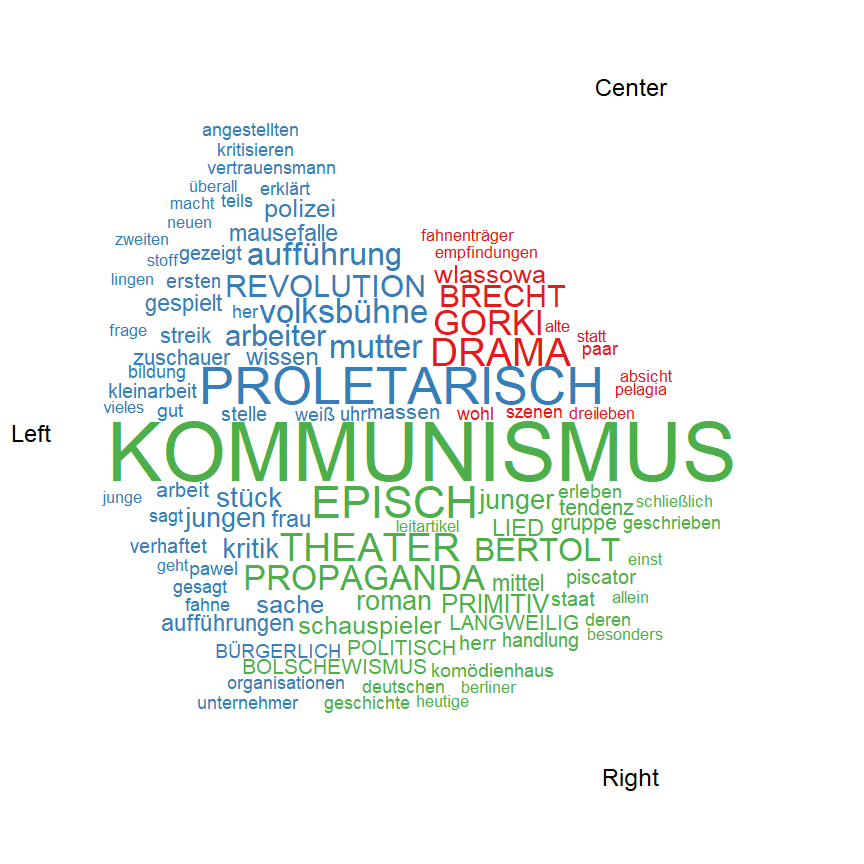 Center
angestellten
kritisieren
vertrauensmann
überall erklärt
macht teils polizei
neuen
zweiten mausefalle fahnenträger
stoff gezeigt aufführung empfindungen
lingen ersten REVOLUTION wlassowa
gespielt her volksbühne BRECHT
frage streik arbeiter mutter GORKI alte statt
zuschauer wissen DRAMA paar
bildung PROLETARISCH absicht
kleinarbeit pelagia
vieles gut stelle weiß uhr massen wohl szenen dreileben
Left KOMMUNISMUS
junge arbeit stück EPISCH junger erleben schließlich
sagt jungen frau leitartikel LIED tendenz gruppe geschrieben
verhaftet kritik THEATER BERTOLT einst
geht pawel PROPAGANDA mittel piscator
gesagt
fahne sache roman PRIMITIV staat allein
aufführungen schauspieler LANGWEILIG deren
BÜRGERLICH POLITISCH herr handlung besonders
BOLSCHEWISMUS komödienhaus
organisationen deutschen berliner
unternehmer geschichte heutige
Right